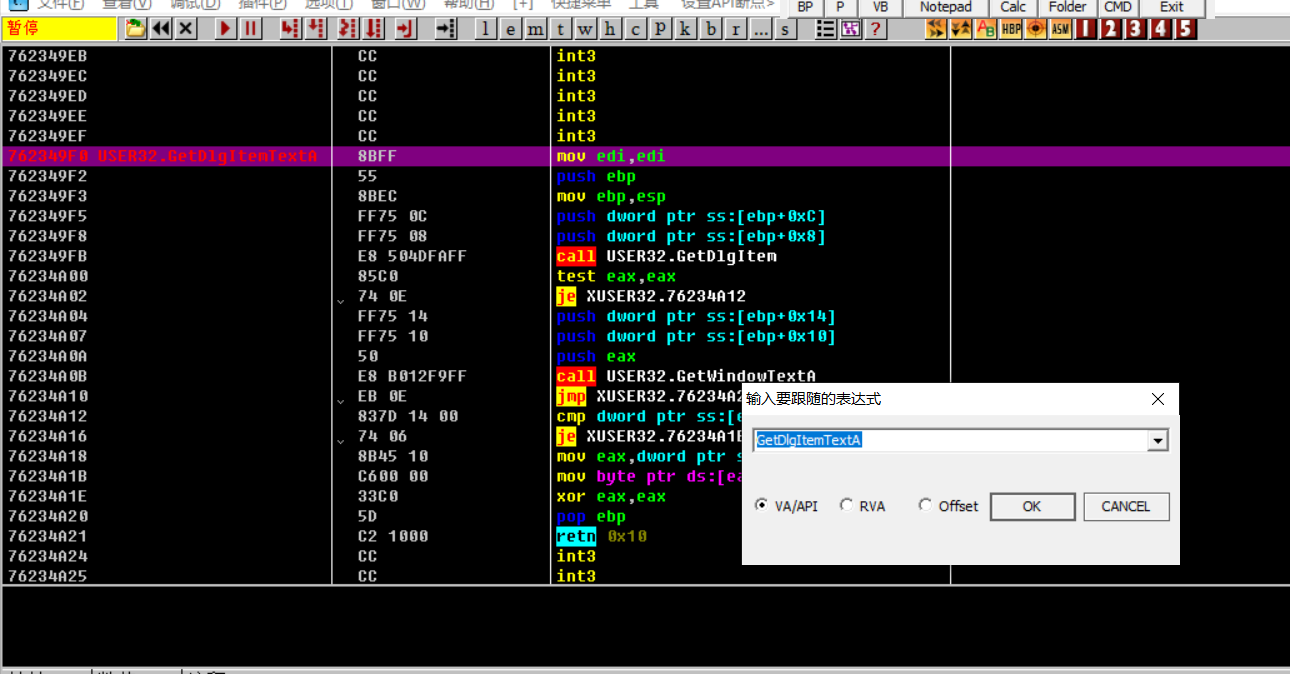 文件(F) 查看(V) 调试(D) 插件(P) 选项(T) 窗口(W) 帮助(H) [+] 快捷菜单 工具 设置API断点> BP P VB Notepad Calc Folder CMD Exit
暂停 l e m t w h c P k b r ... s ? HBP ASM 1 2 3 4 5
762349EB CC int3
762349EC CC int3
762349ED CC int3
762349EE CC int3
762349EF CC int3
762349F0 USER32.GetDlgItemTextA 8BFF mov edi,edi
762349F2 55 push ebp
762349F3 8BEC mov ebp,esp
762349F5 FF75 0C push dword ptr ss:[ebp+0xC]
762349F8 FF75 08 push dword ptr ss:[ebp+0x8]
762349FB E8 504DFAFF call USER32.GetDlgItem
76234A00 85C0 test eax,eax
76234A02 74 0E je XUSER32.76234A12
76234A04 FF75 14 push dword ptr ss:[ebp+0x14]
76234A07 FF75 10 push dword ptr ss:[ebp+0x10]
76234A0A 50 push eax
76234A0B E8 B012F9FF call USER32.GetWindowTextA
76234A10 EB 0E jmp XUSER32.76234A2
76234A12 837D 14 00 cmp dword ptr ss:[e
76234A16 74 06 je XUSER32.76234A1E
76234A18 8B45 10 mov eax,dword ptr s
76234A1B C600 00 mov byte ptr ds:[ea
76234A1E 33C0 xor eax,eax
76234A20 5D pop ebp
76234A21 C2 1000 retn 0x10
76234A24 CC int3
76234A25 CC int3
输入要跟随的表达式
GetDlgItemTextA
VA/API RVA Offset OK CANCEL